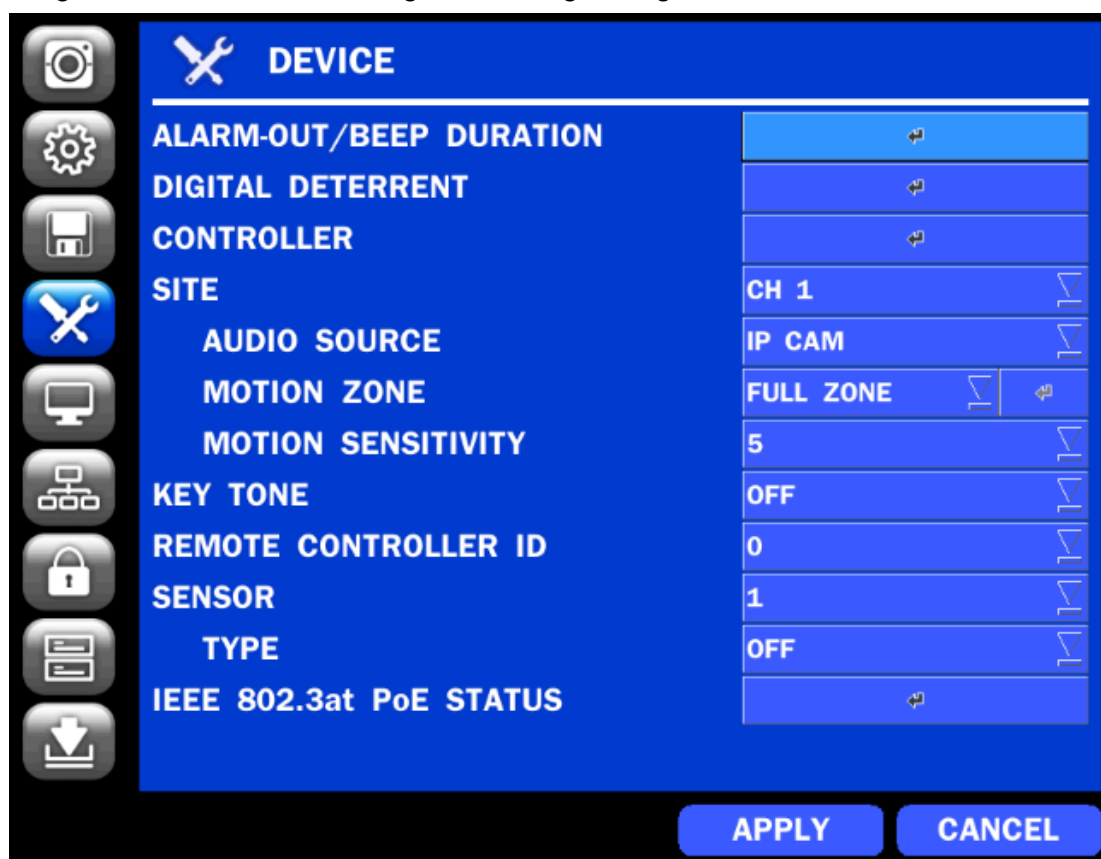 DEVICE
ALARM-OUT/BEEP DURATION
DIGITAL DETERRENT
CONTROLLER
SITE CH 1
AUDIO SOURCE IP CAM
MOTION ZONE FULL ZONE
MOTION SENSITIVITY 5
KEY TONE OFF
REMOTE CONTROLLER ID 0
SENSOR 1
TYPE OFF
IEEE 802.3at PoE STATUS
APPLY CANCEL